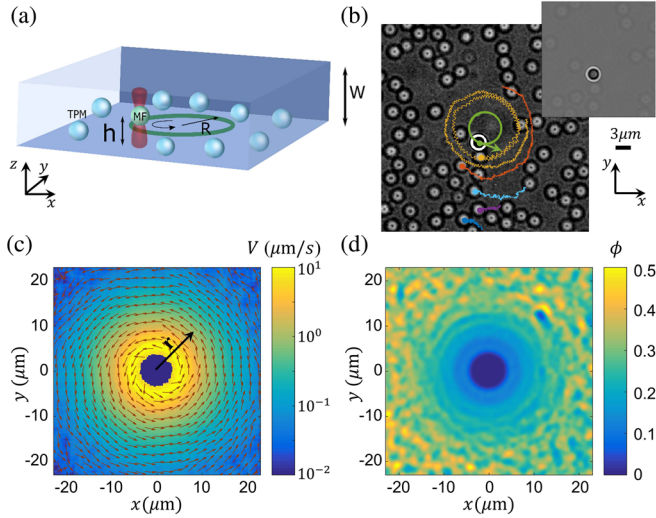 (a)
TPM
MF
R
h
W
z
y
x
(b)
3μm
y
x
(c)
V (μm/s)
20
10
0
-10
-20
y (μm)
-20 -10 0 10 20
x(μm)
r
10¹
10⁰
10⁻¹
10⁻²
(d)
ϕ
20
10
0
-10
-20
y (μm)
-20 -10 0 10 20
x(μm)
0.5
0.4
0.3
0.2
0.1
0